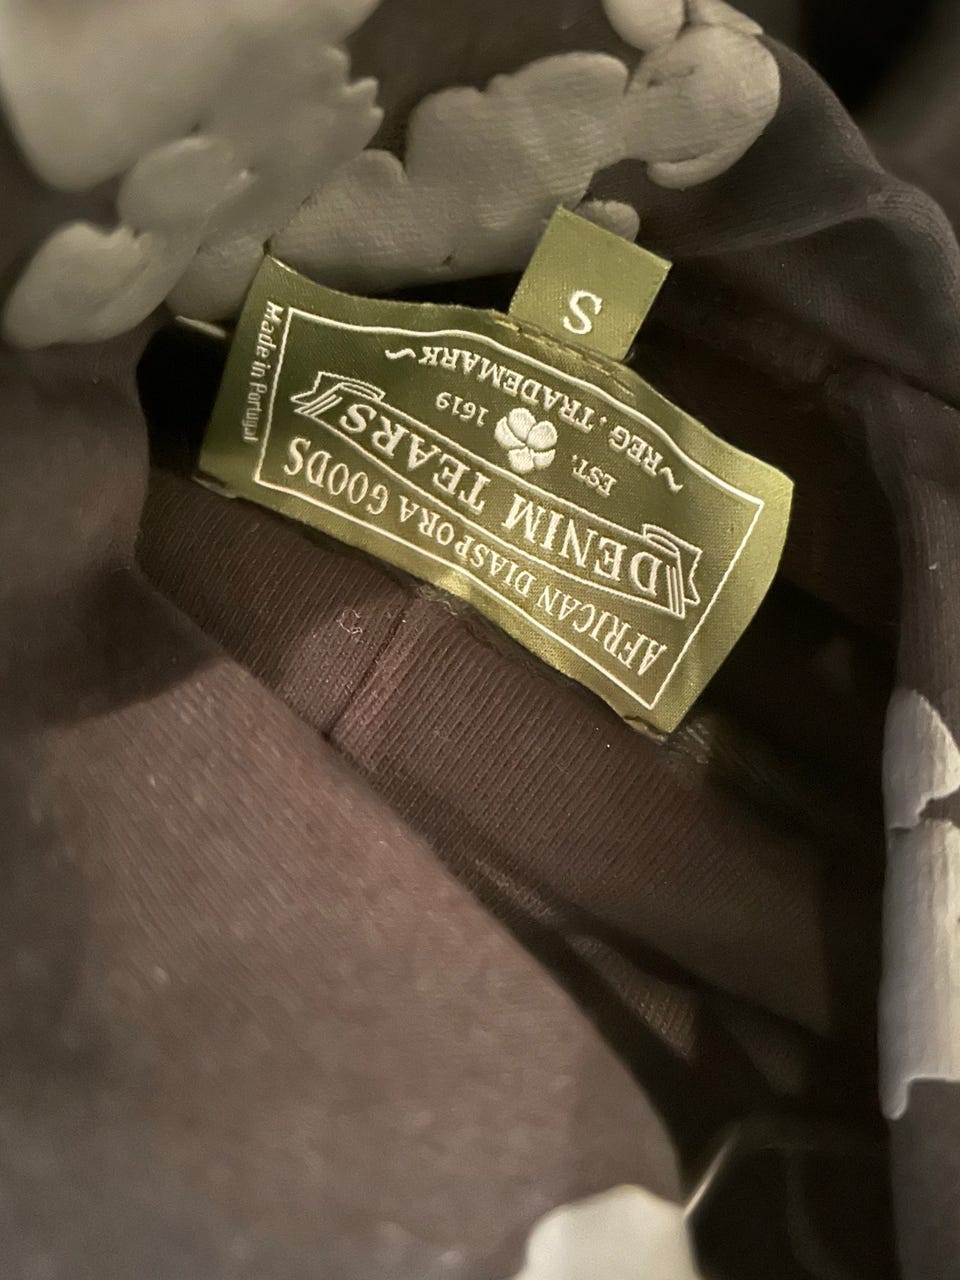 AFRICAN DIASPORA GOODS
DENIM TEARS
EST. 1619
~REG. TRADEMARK~
Made in Portugal
S